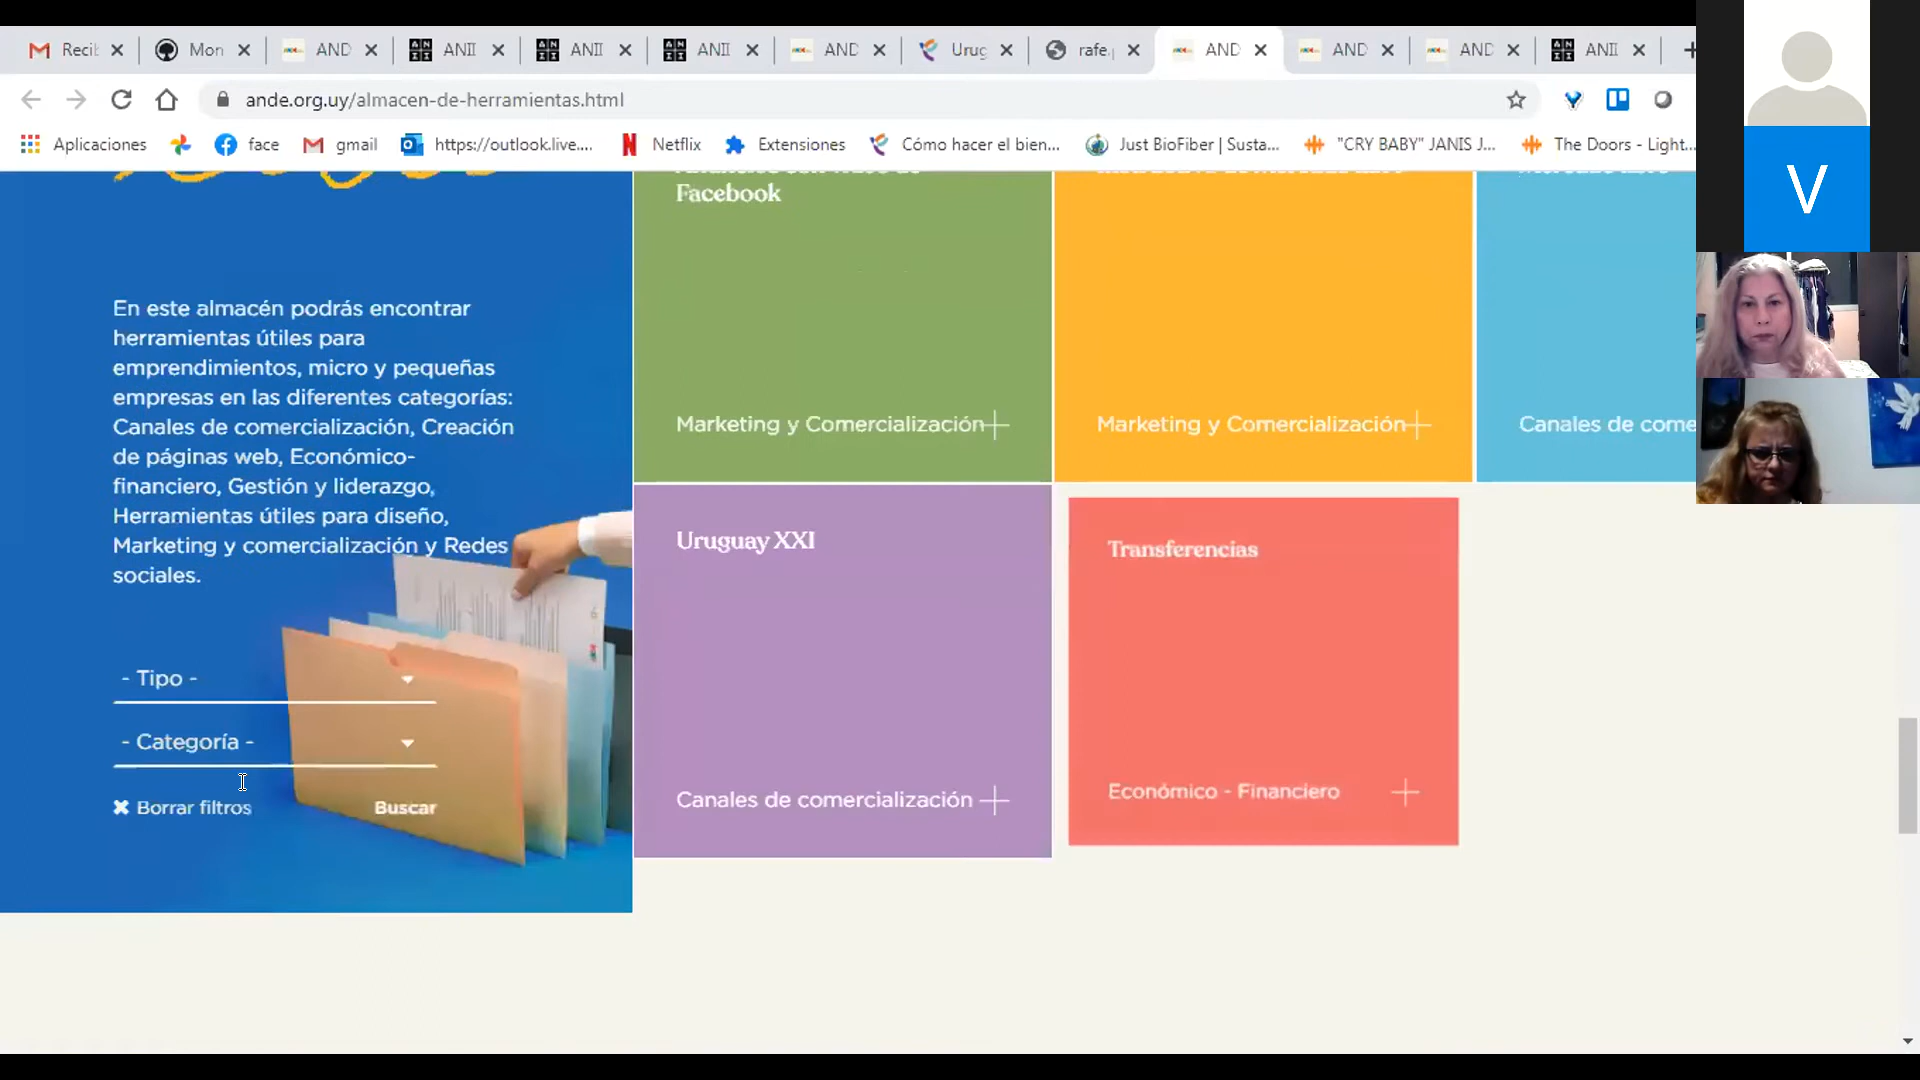 Recit Mon AND ANII ANII ANII AND Urug rafe.j AND AND AND ANII
ande.org.uy/almacen-de-herramientas.html
Aplicaciones face gmail https://outlook.live.... Netflix Extensiones Cómo hacer el bien... Just BioFiber | Susta... "CRY BABY" JANIS J... The Doors - Light...
V
Facebook
En este almacén podrás encontrar
herramientas útiles para
emprendimientos, micro y pequeñas
empresas en las diferentes categorías:
Canales de comercialización, Creación
de páginas web, Económico-
financiero, Gestión y liderazgo,
Herramientas útiles para diseño,
Marketing y comercialización y Redes
sociales.
- Tipo -
- Categoría -
Borrar filtros Buscar
Marketing y Comercialización
Marketing y Comercialización
Canales de come
Uruguay XXI
Canales de comercialización
Transferencias
Económico - Financiero